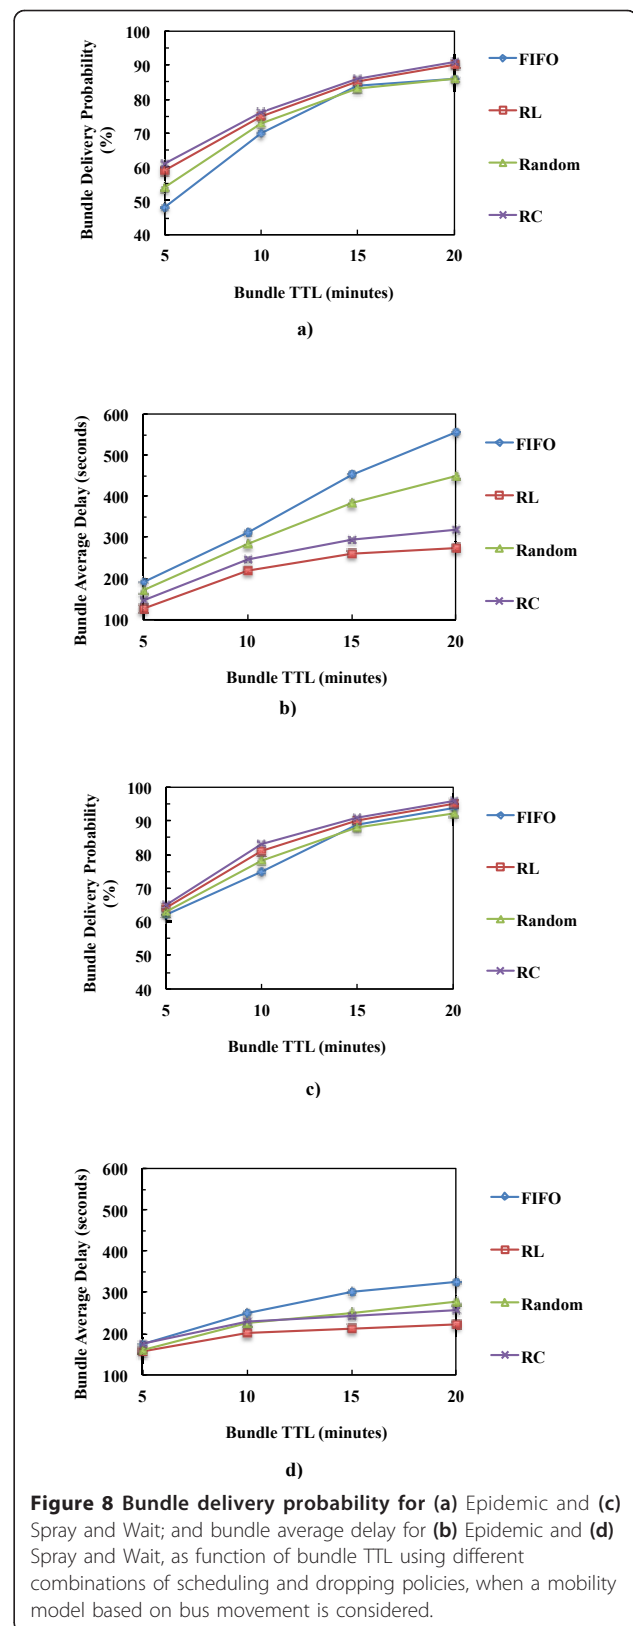 Bundle Delivery Probability
(%)
100
90
80
70
60
50
40
5 10 15 20
Bundle TTL (minutes)
FIFO
RL
Random
RC
a)
Bundle Average Delay (seconds)
600
500
400
300
200
100
5 10 15 20
Bundle TTL (minutes)
FIFO
RL
Random
RC
b)
Bundle Delivery Probability
(%)
100
90
80
70
60
50
40
5 10 15 20
Bundle TTL (minutes)
FIFO
RL
Random
RC
c)
Bundle Average Delay (seconds)
600
500
400
300
200
100
5 10 15 20
Bundle TTL (minutes)
FIFO
RL
Random
RC
d)
Figure 8 Bundle delivery probability for (a) Epidemic and (c)
Spray and Wait; and bundle average delay for (b) Epidemic and (d)
Spray and Wait, as function of bundle TTL using different
combinations of scheduling and dropping policies, when a mobility
model based on bus movement is considered.